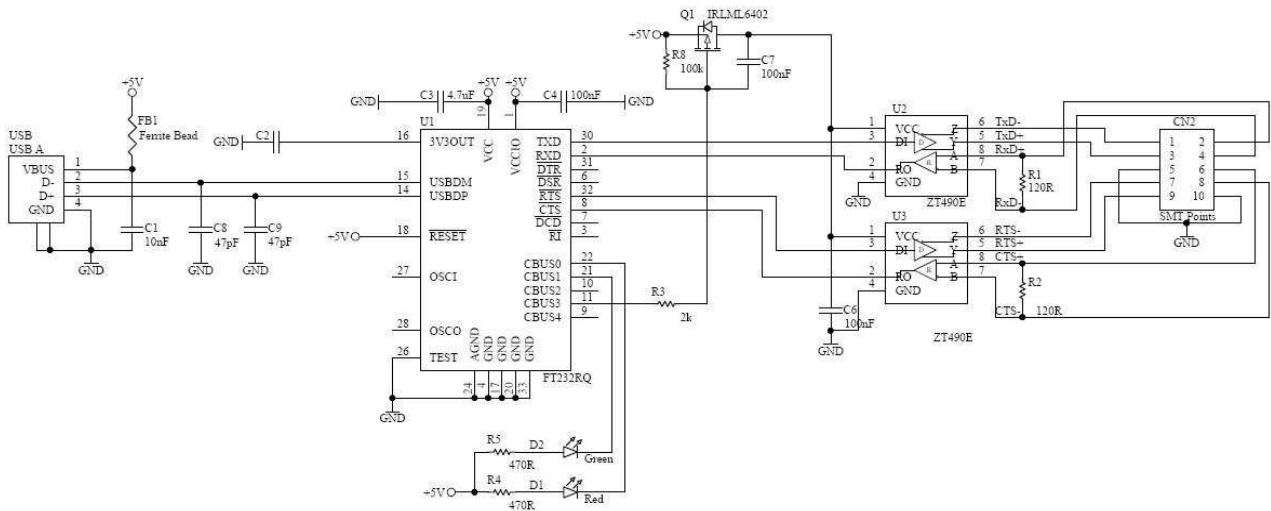 Q1 IRLML6402
+5V
R8
100k
C7
100nF
+5V
FB1
Ferrite Bead
GND
C3
4.7uF
+5V
+5V
C4
100nF
GND
GND
C2
USB
USB A
VBUS 1
D- 2
D+ 3
GND 4
C1
10nF
GND
C8
47pF
GND
C9
47pF
GND
+5V
U1
19
1
VCC
VCCIO
16 3V3OUT
15 USBDM
14 USBDP
18 RESET
27 OSCI
28 OSCO
26 TEST
TXD 30
RXD 2
DTR 31
DSR 6
RTS 32
CTS 8
DCD 7
RI 3
CBUS0 22
CBUS1 21
CBUS2 10
CBUS3 11
CBUS4 9
AGND
GND
GND
GND
GND
24
4
17
20
33
FT232RQ
GND
R3
2k
R5
470R
D2
Green
+5V
R4
470R
D1
Red
U2
1 VCC Z 6 TxD-
3 DI D Y 5 TxD+
A 8 RxD+
2 RO R B 7
4 GND
GND
ZT490E
R1
120R
RxD-
U3
1 VCC Z 6 RTS-
3 DI D Y 5 RTS+
A 8 CTS+
2 RO R B 7
4 GND
C6
100nF
GND
R2
120R
CTS-
ZT490E
CN2
1 2
3 4
5 6
7 8
9 10
SMT Points
GND